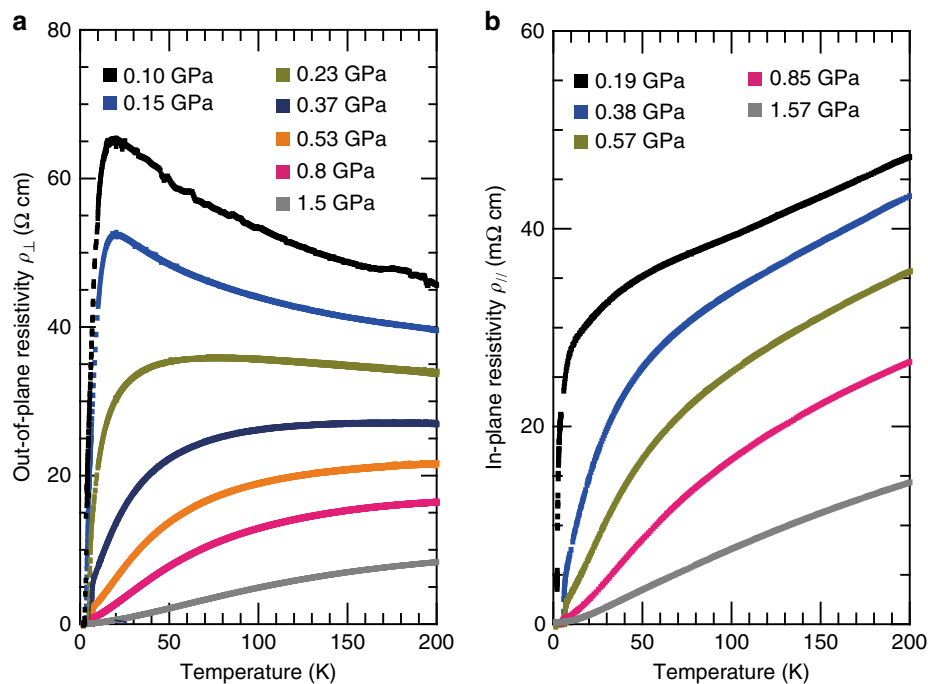 a
80
60
40
20
0
0
50
100
150
200
Out-of-plane resistivity ρ⊥ (Ω cm)
Temperature (K)
0.10 GPa
0.15 GPa
0.23 GPa
0.37 GPa
0.53 GPa
0.8 GPa
1.5 GPa
b
60
40
20
0
0
50
100
150
200
In-plane resistivity ρ// (mΩ cm)
Temperature (K)
0.19 GPa
0.38 GPa
0.57 GPa
0.85 GPa
1.57 GPa